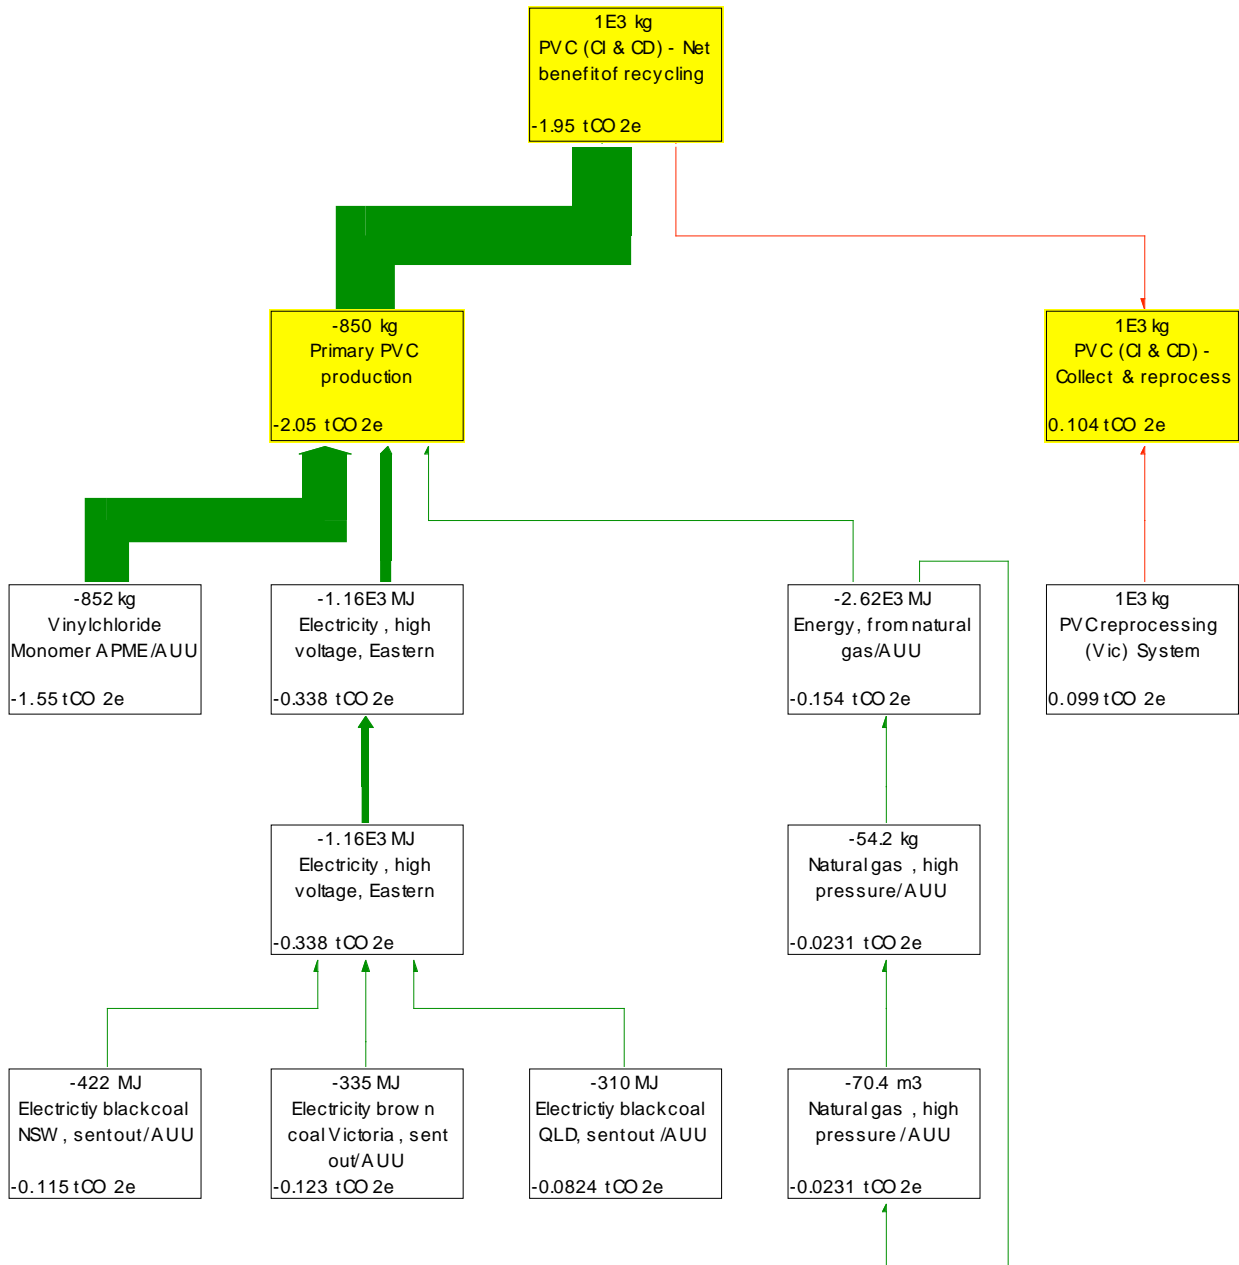 1E3 kg
PVC (CI & CD) - Net
benefit of recycling
-1.95 tCO2e
-850 kg
Primary PVC
production
-2.05 tCO2e
1E3 kg
PVC (CI & CD) -
Collect & reprocess
0.104 tCO2e
-852 kg
Vinylchloride
Monomer APME/AUU
-1.55 tCO2e
-1.16E3 MJ
Electricity, high
voltage, Eastern
-0.338 tCO2e
-2.62E3 MJ
Energy, from natural
gas/AUU
-0.154 tCO2e
1E3 kg
PVC reprocessing
(Vic) System
0.099 tCO2e
-1.16E3 MJ
Electricity, high
voltage, Eastern
-0.338 tCO2e
-54.2 kg
Natural gas, high
pressure/AUU
-0.0231 tCO2e
-422 MJ
Electrictiy black coal
NSW, sent out/AUU
-0.115 tCO2e
-335 MJ
Electricity brown
coal Victoria, sent
out/AUU
-0.123 tCO2e
-310 MJ
Electrictiy black coal
QLD, sent out/AUU
-0.0824 tCO2e
-70.4 m3
Natural gas, high
pressure/AUU
-0.0231 tCO2e